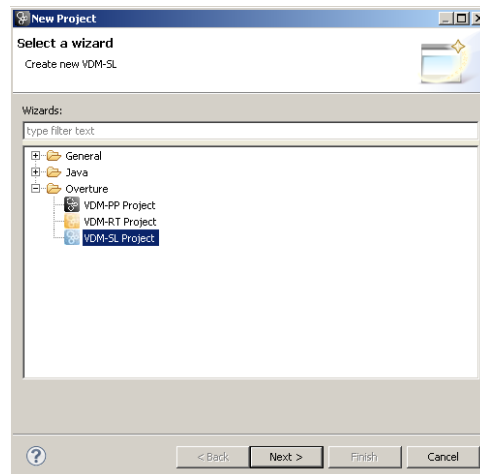 New Project
Select a wizard
Create new VDM-SL
Wizards:
type filter text
General
Java
Overture
VDM-PP Project
VDM-RT Project
VDM-SL Project
?
< Back Next > Finish Cancel